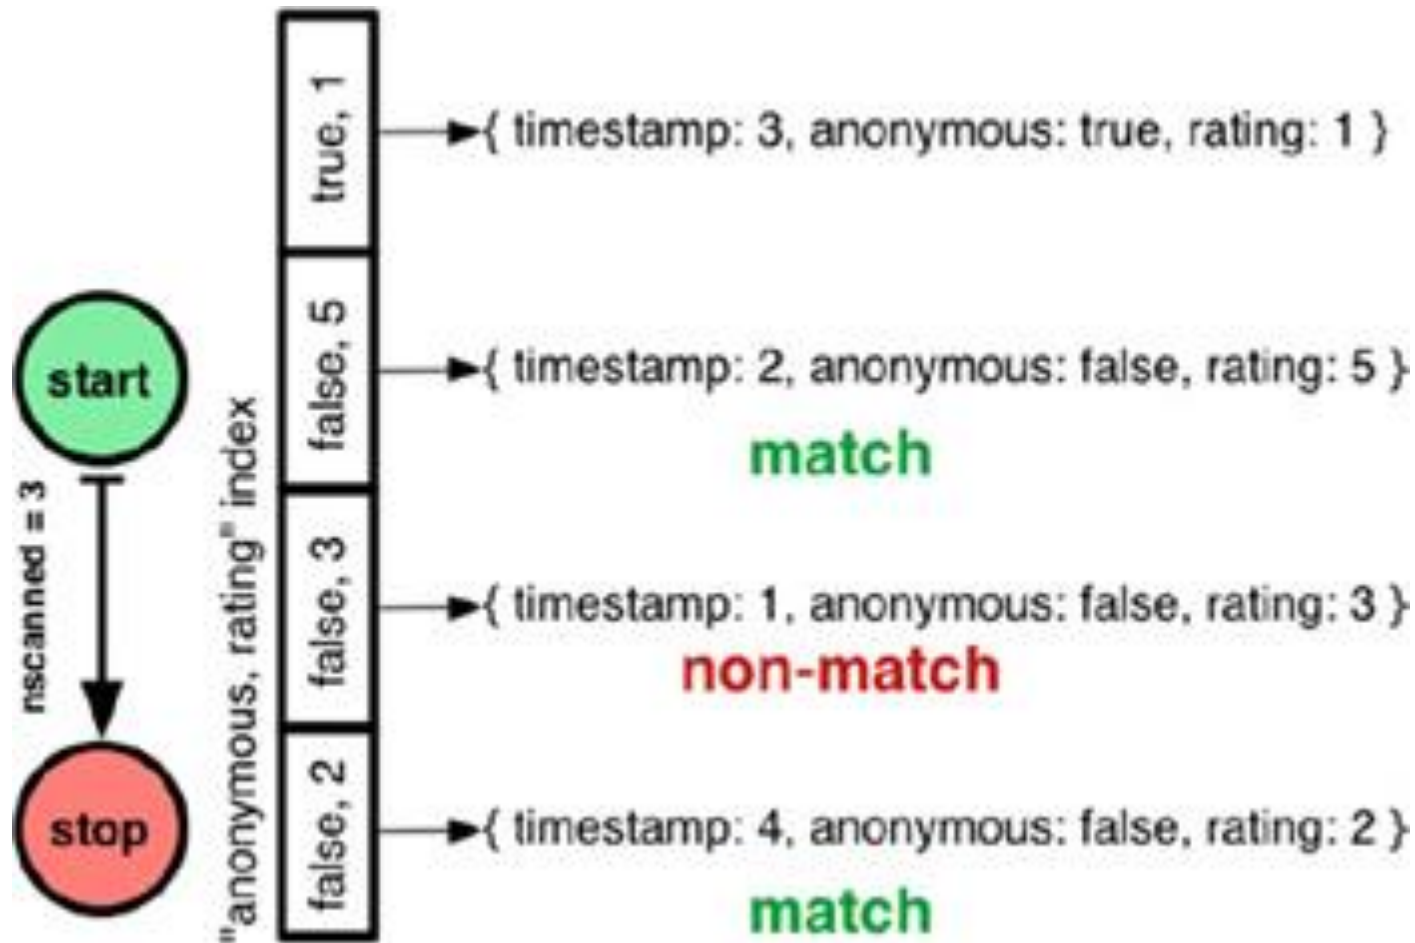 true, 1
{ timestamp: 3, anonymous: true, rating: 1 }
start
false, 5
{ timestamp: 2, anonymous: false, rating: 5 }
match
nscanned = 3
"anonymous, rating" index
false, 3
{ timestamp: 1, anonymous: false, rating: 3 }
non-match
stop
false, 2
{ timestamp: 4, anonymous: false, rating: 2 }
match